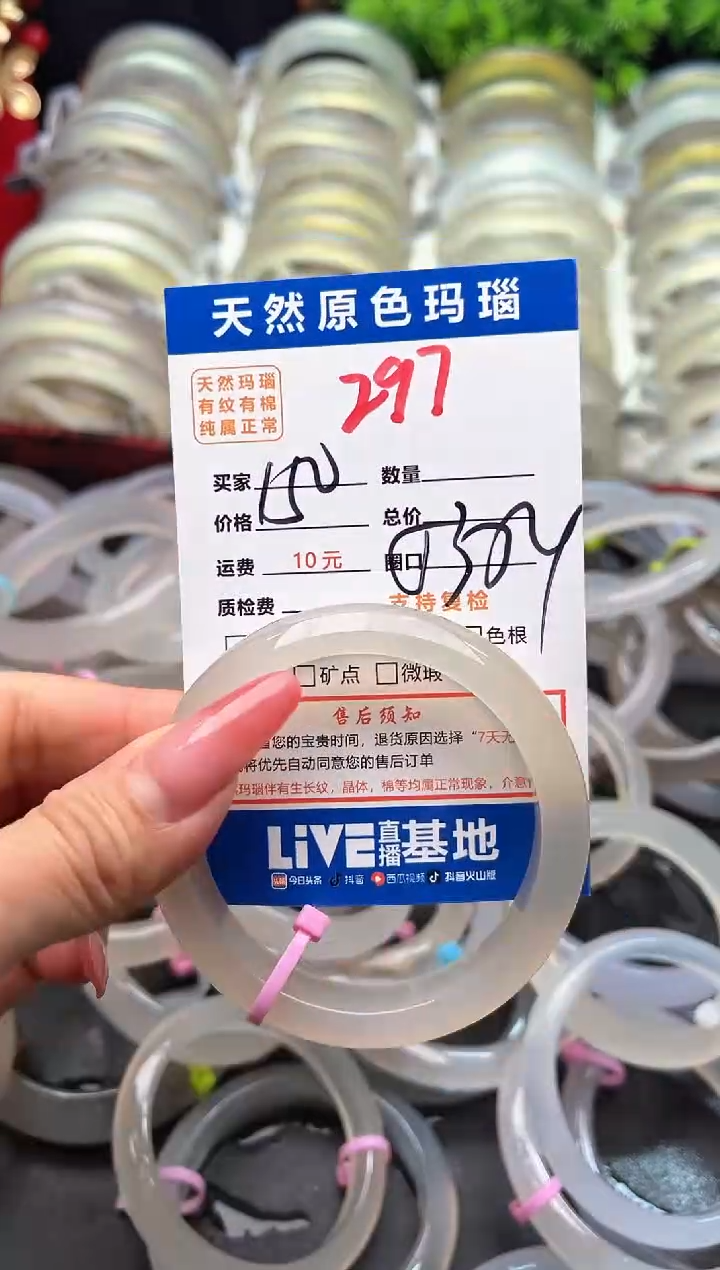 天然原色玛瑙
天然玛瑙
有纹有棉
纯属正常
297
买家 数量
价格 150 总价
运费 10元 圈口
质检费 支持复检
色根
矿点 微瑕
售后须知
您的宝贵时间，退货原因选择“7天无
将优先自动同意您的售后订单
玛瑙伴有生长纹，晶体，棉等均属正常现象，介意
LiVE直播基地
今日头条 抖音 西瓜视频 抖音火山版